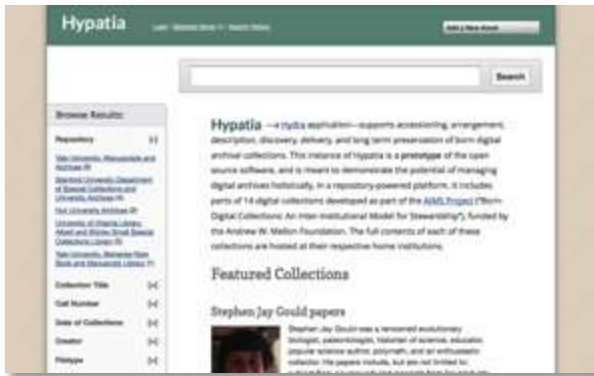 Hypatia
Add a New Asset
Search
Browse Results:
Repository [-]
Yale University, Manuscripts and
Archives
Stanford University Department
of Special Collections and
University Archives
Hull University Archives
University of Virginia Library,
Albert and Shirley Small Special
Collections Library
Yale University, Beinecke Rare
Book and Manuscript Library
Collection Title [+]
Call Number [+]
Date of Collections [+]
Creator [+]
Filetype [+]
Hypatia —a Hydra application—supports accessioning, arrangement,
description, discovery, delivery, and long term preservation of born digital
archival collections. This instance of Hypatia is a prototype of the open
source software, and is meant to demonstrate the potential of managing
digital archives holistically, in a repository-powered platform. It includes
parts of 14 digital collections developed as part of the AIMS Project ("Born
Digital Collections: An Inter-Institutional Model for Stewardship"), funded by
the Andrew W. Mellon Foundation. The full contents of each of these
collections are hosted at their respective home institutions.
Featured Collections
Stephen Jay Gould papers
Stephen Jay Gould was a renowned evolutionary
biologist, paleontologist, historian of science, educator,
popular science author, polymath, and an enthusiastic
collector. His papers include, but are not limited to: